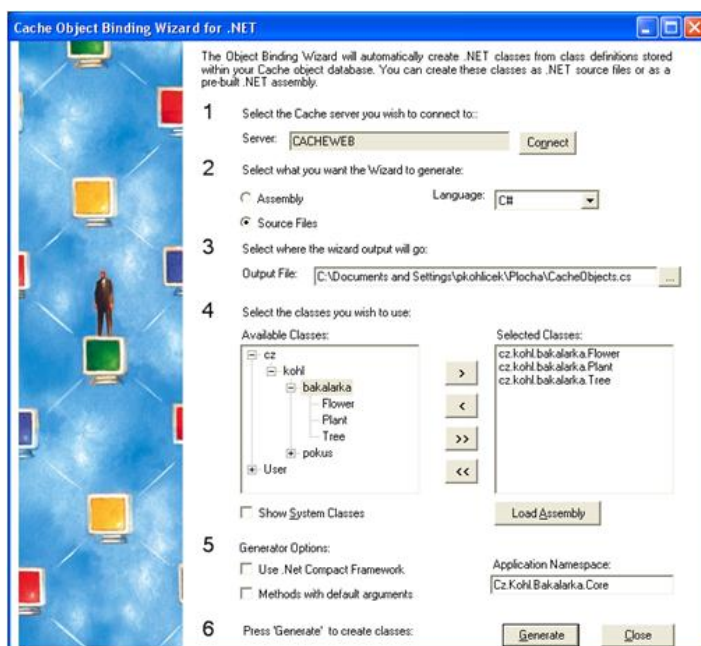 Cache Object Binding Wizard for .NET
The Object Binding Wizard will automatically create .NET classes from class definitions stored
within your Cache object database. You can create these classes as .NET source files or as a
pre-built .NET assembly.
1 Select the Cache server you wish to connect to::
Server: CACHEWEB Connect
2 Select what you want the Wizard to generate:
Assembly Language: C#
Source Files
3 Select where the wizard output will go:
Output File: C:\Documents and Settings\pkohlicek\Plocha\CacheObjects.cs ...
4 Select the classes you wish to use:
Available Classes: Selected Classes:
cz cz.kohl.bakalarka.Flower
kohl cz.kohl.bakalarka.Plant
bakalarka cz.kohl.bakalarka.Tree
Flower
Plant
Tree
pokus
User
>
<
>>
<<
Show System Classes Load Assembly
5 Generator Options:
Use .Net Compact Framework Application Namespace:
Methods with default arguments Cz.Kohl.Bakalarka.Core
6 Press 'Generate' to create classes: Generate Close